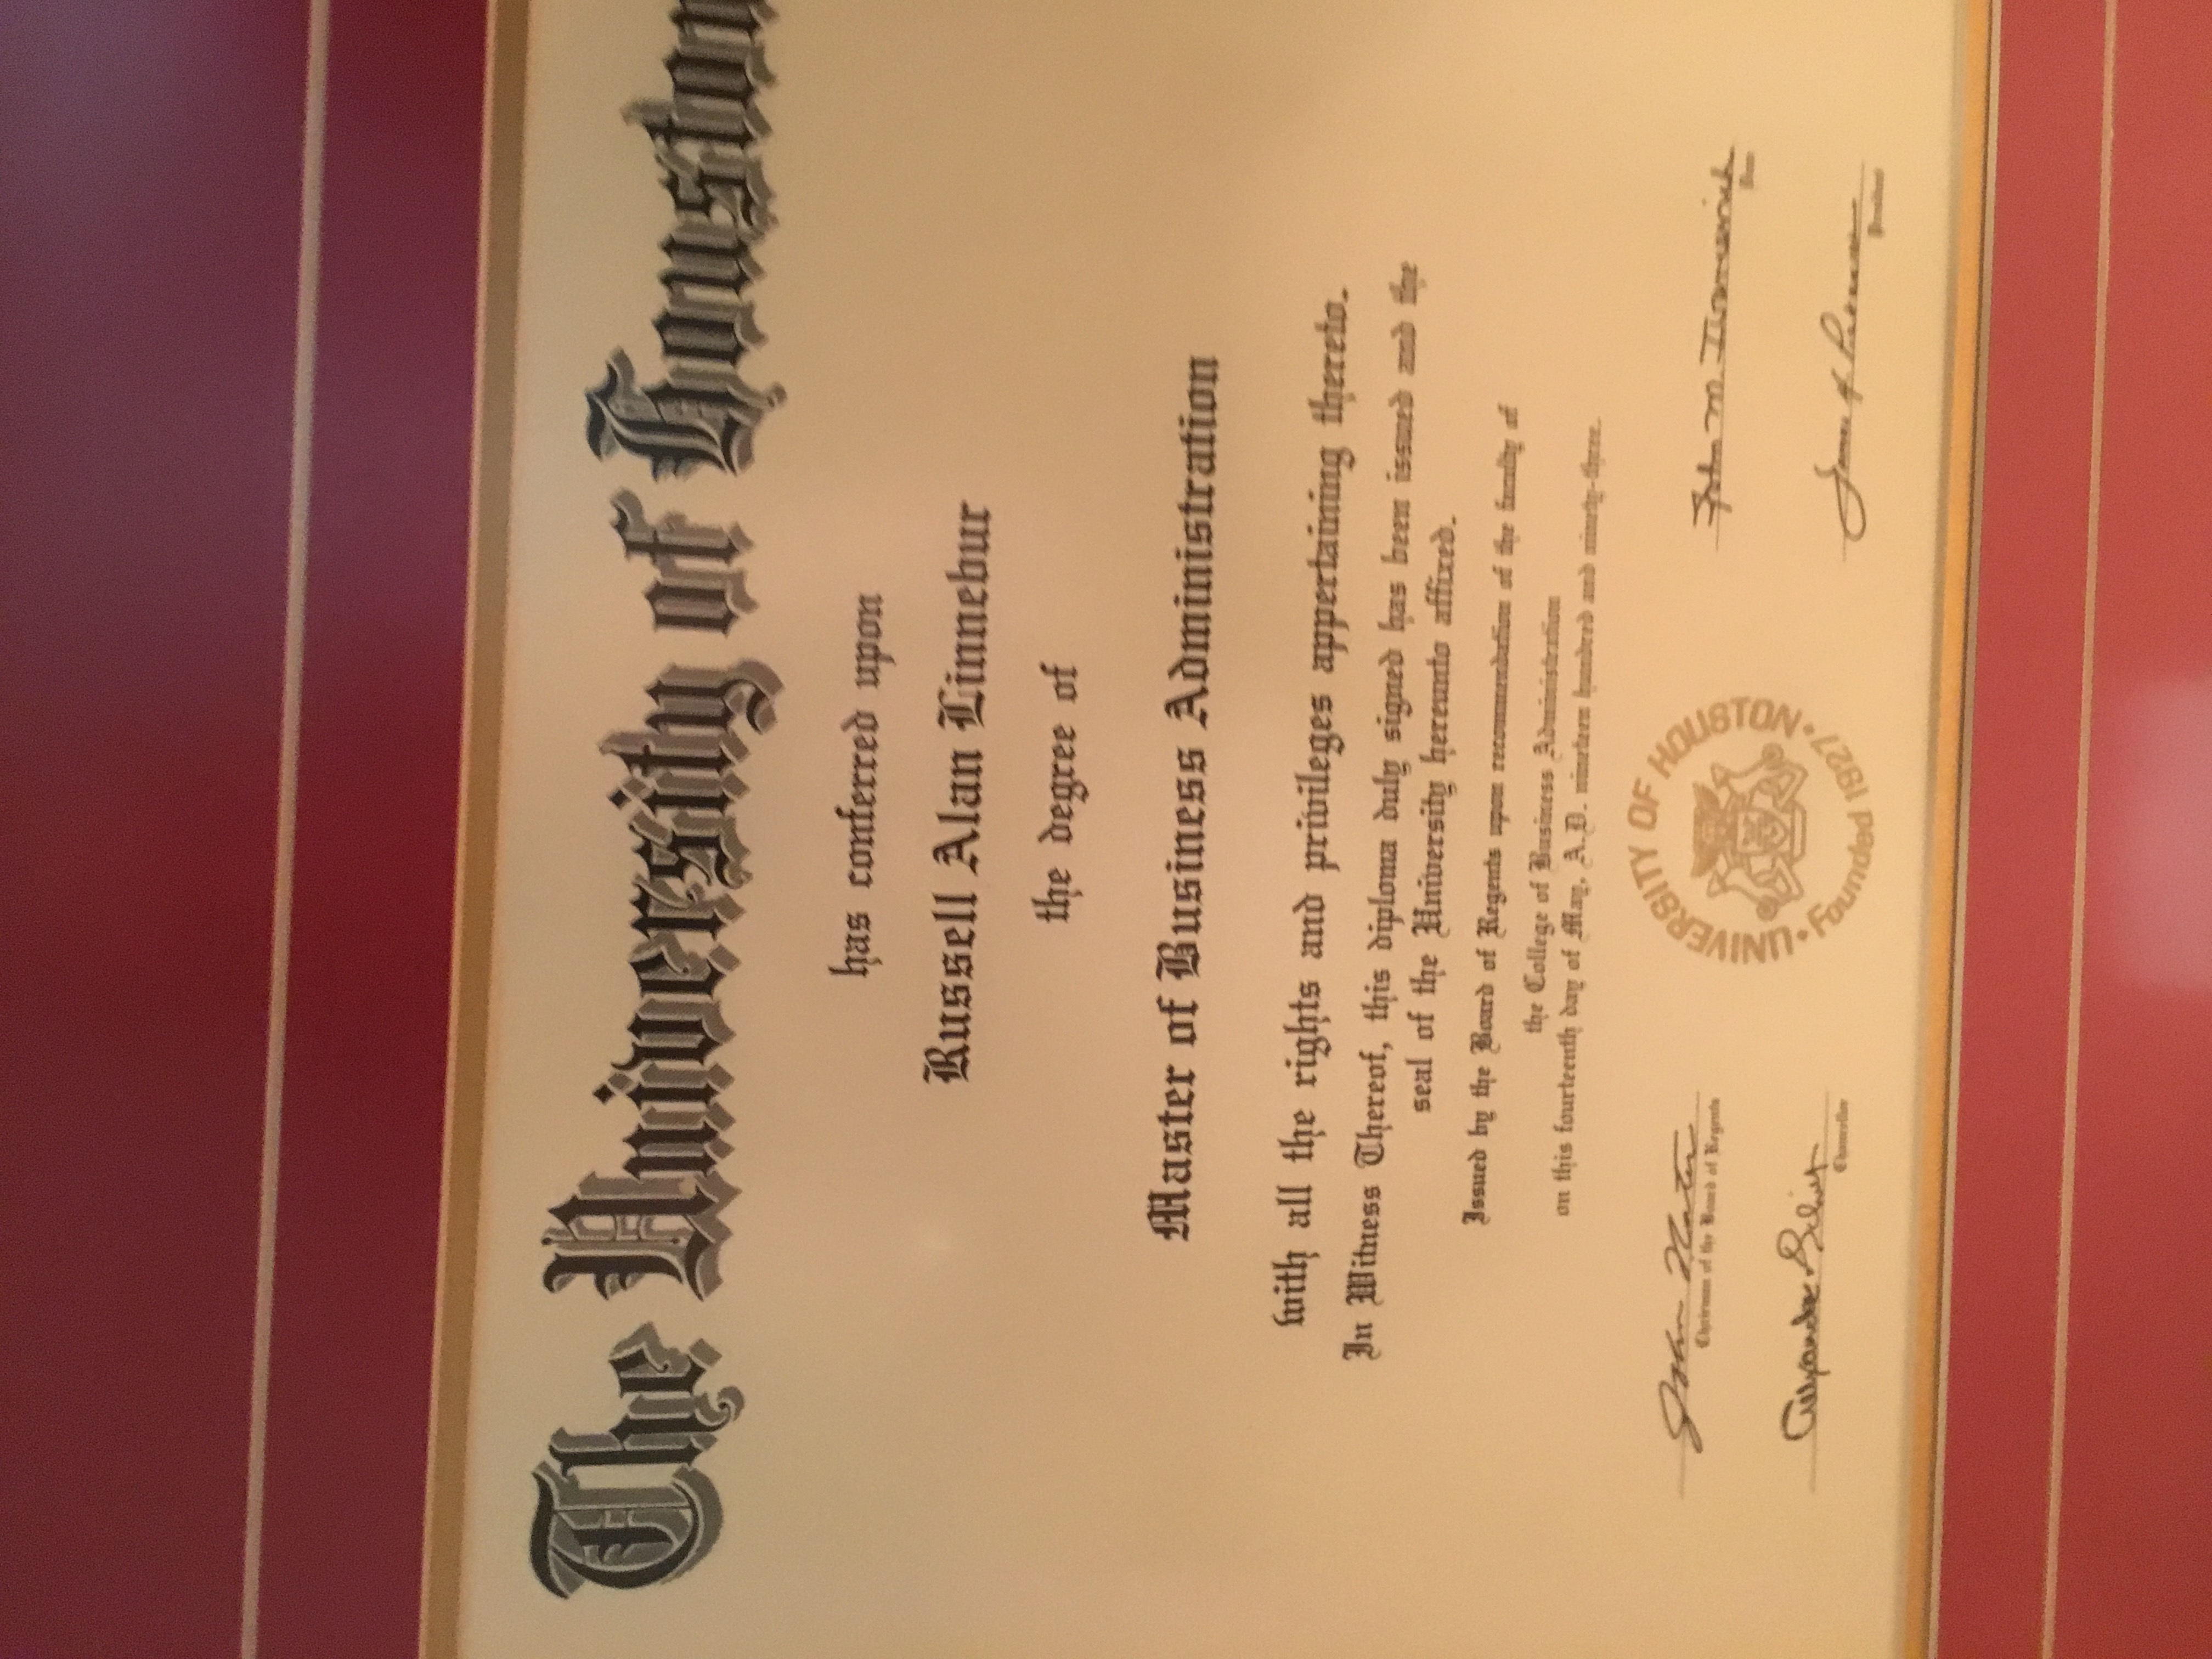 The University of Houston
has conferred upon
Russell Alan Linnebur
the degree of
Master of Business Administration
with all the rights and privileges appertaining thereto.
In Witness Thereof, this diploma duly signed has been issued and the
seal of the University hereunto affixed.
Issued by the Board of Regents upon recommendation of the faculty of
the College of Business Administration
on this fourteenth day of May, A.D. nineteen hundred and ninety-three.
John M. Ivancevich
Dean
President
Chairman of the Board of Regents
Chancellor
UNIVERSITY OF HOUSTON
Founded 1927